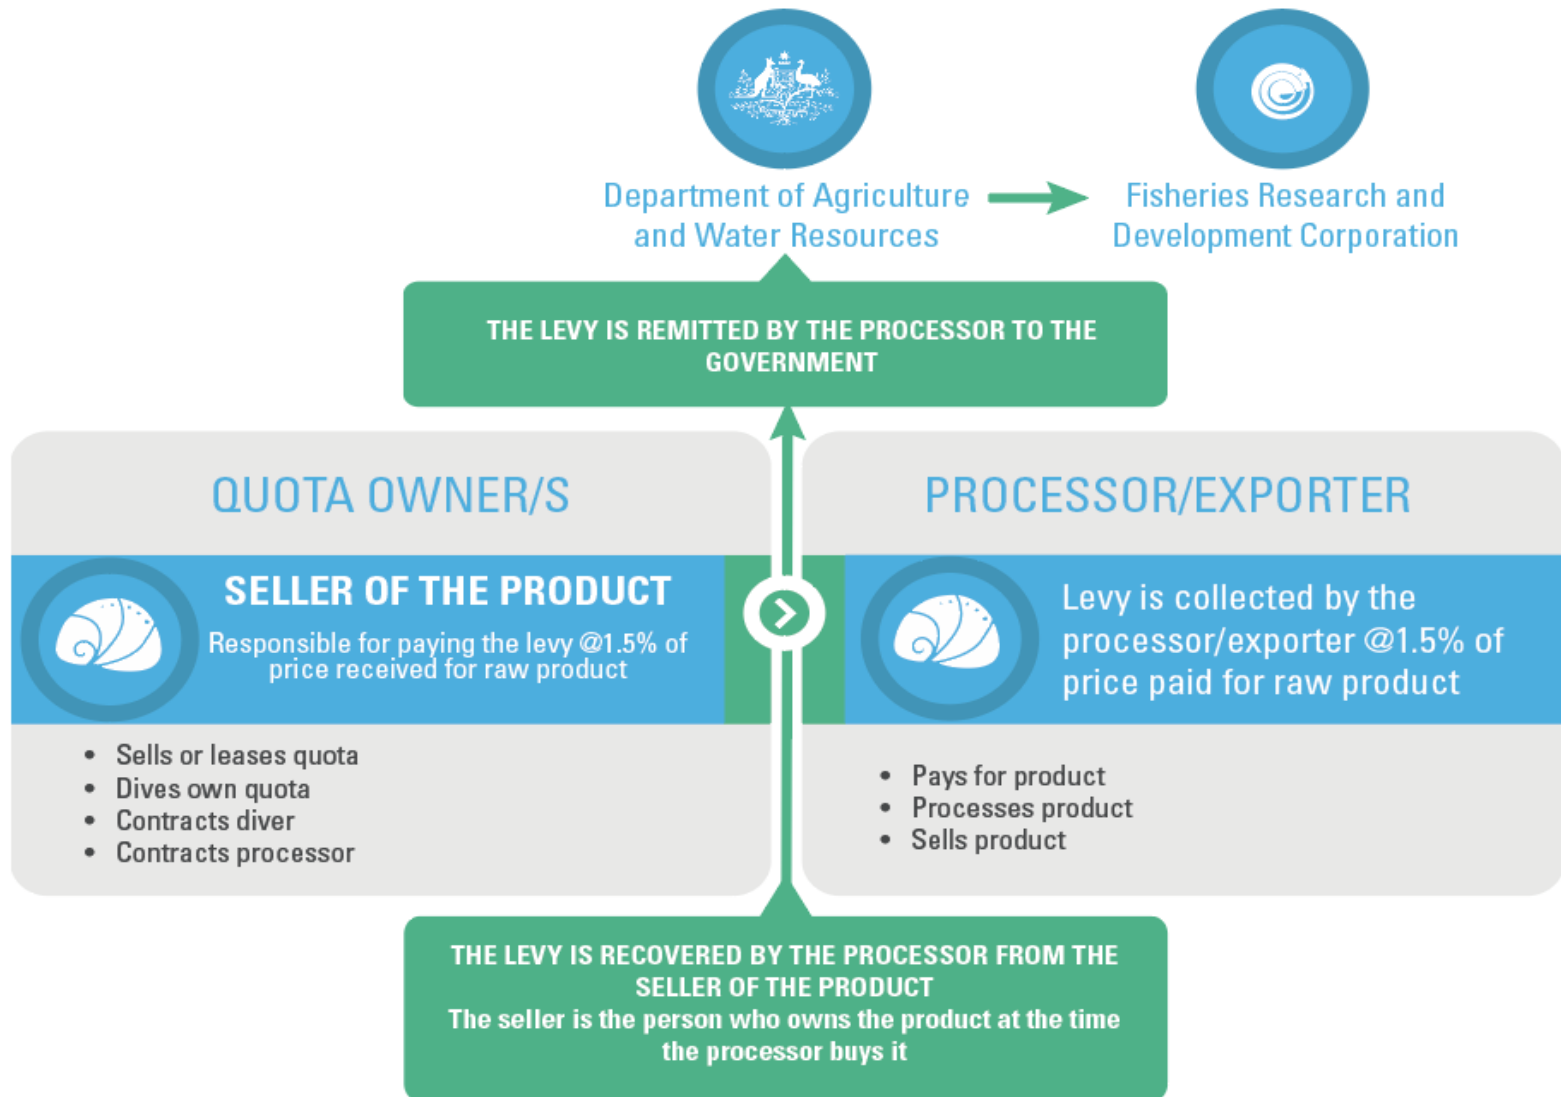 Department of Agriculture
and Water Resources
Fisheries Research and
Development Corporation
THE LEVY IS REMITTED BY THE PROCESSOR TO THE
GOVERNMENT
QUOTA OWNER/S
SELLER OF THE PRODUCT
Responsible for paying the levy @1.5% of
price received for raw product
• Sells or leases quota
• Dives own quota
• Contracts diver
• Contracts processor
PROCESSOR/EXPORTER
Levy is collected by the
processor/exporter @1.5% of
price paid for raw product
• Pays for product
• Processes product
• Sells product
THE LEVY IS RECOVERED BY THE PROCESSOR FROM THE
SELLER OF THE PRODUCT
The seller is the person who owns the product at the time
the processor buys it